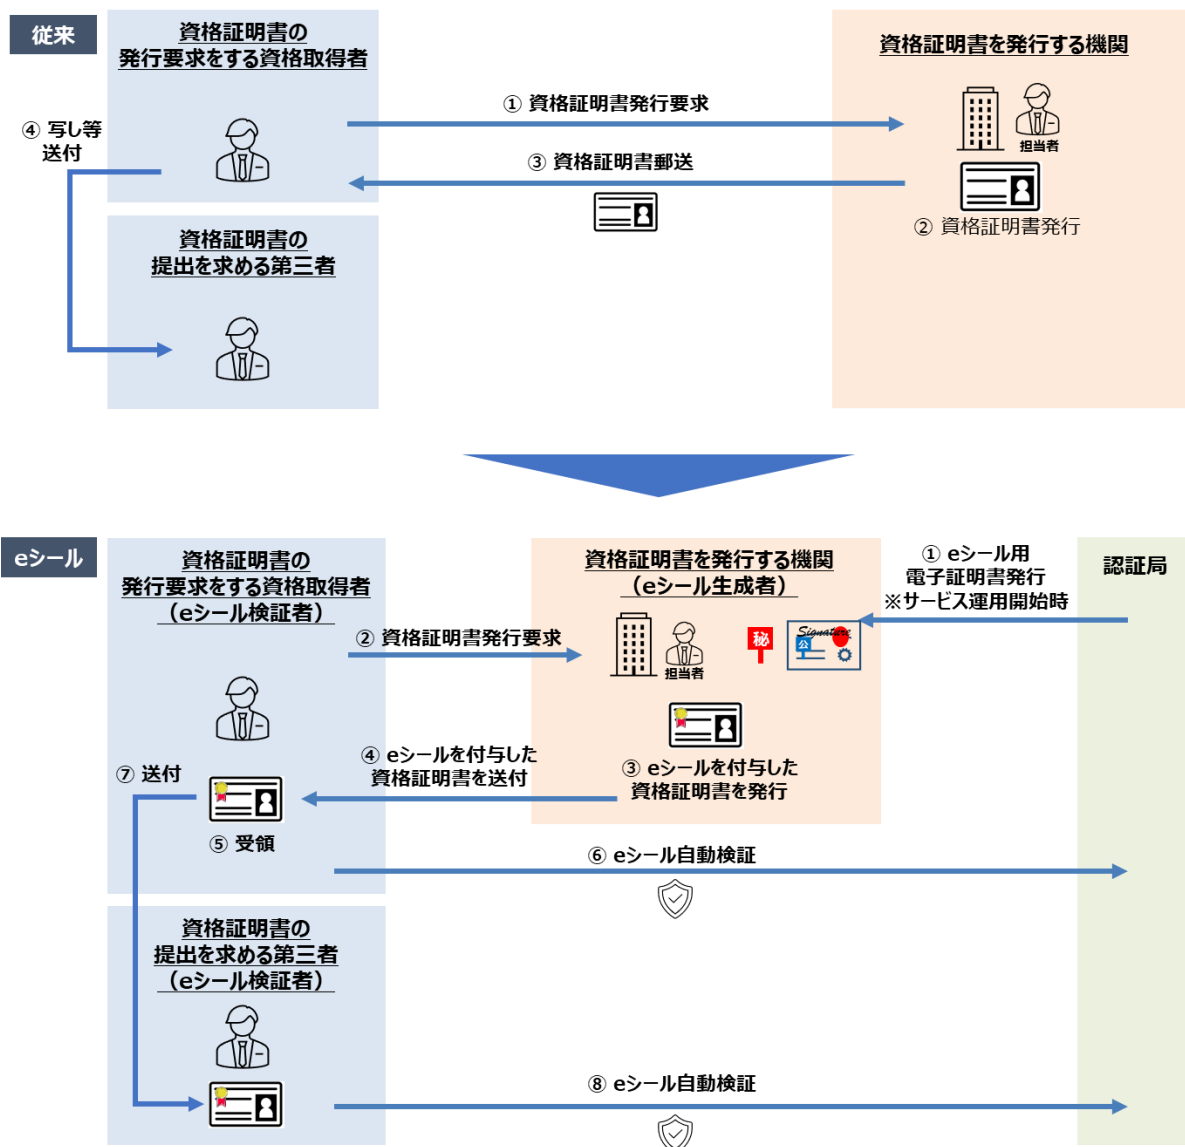 従来
資格証明書の
発行要求をする資格取得者
資格証明書を発行する機関
① 資格証明書発行要求
④ 写し等
送付
担当者
③ 資格証明書郵送
② 資格証明書発行
資格証明書の
提出を求める第三者
eシール
資格証明書の
発行要求をする資格取得者
（eシール検証者）
資格証明書を発行する機関
（eシール生成者）
① eシール用
電子証明書発行
※サービス運用開始時
認証局
② 資格証明書発行要求
担当者
秘
Signature
公
④ eシールを付与した
資格証明書を送付
③ eシールを付与した
資格証明書を発行
⑦ 送付
⑤ 受領
⑥ eシール自動検証
資格証明書の
提出を求める第三者
（eシール検証者）
⑧ eシール自動検証